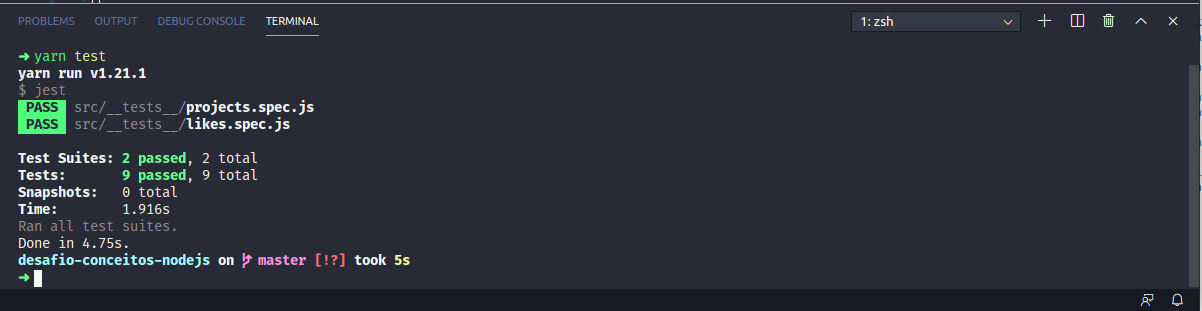 PROBLEMS OUTPUT DEBUG CONSOLE TERMINAL 1: zsh
➜ yarn test
yarn run v1.21.1
$ jest
PASS src/__tests__/projects.spec.js
PASS src/__tests__/likes.spec.js
Test Suites: 2 passed, 2 total
Tests: 9 passed, 9 total
Snapshots: 0 total
Time: 1.916s
Ran all test suites.
Done in 4.75s.
desafio-conceitos-nodejs on master [!?] took 5s
➜